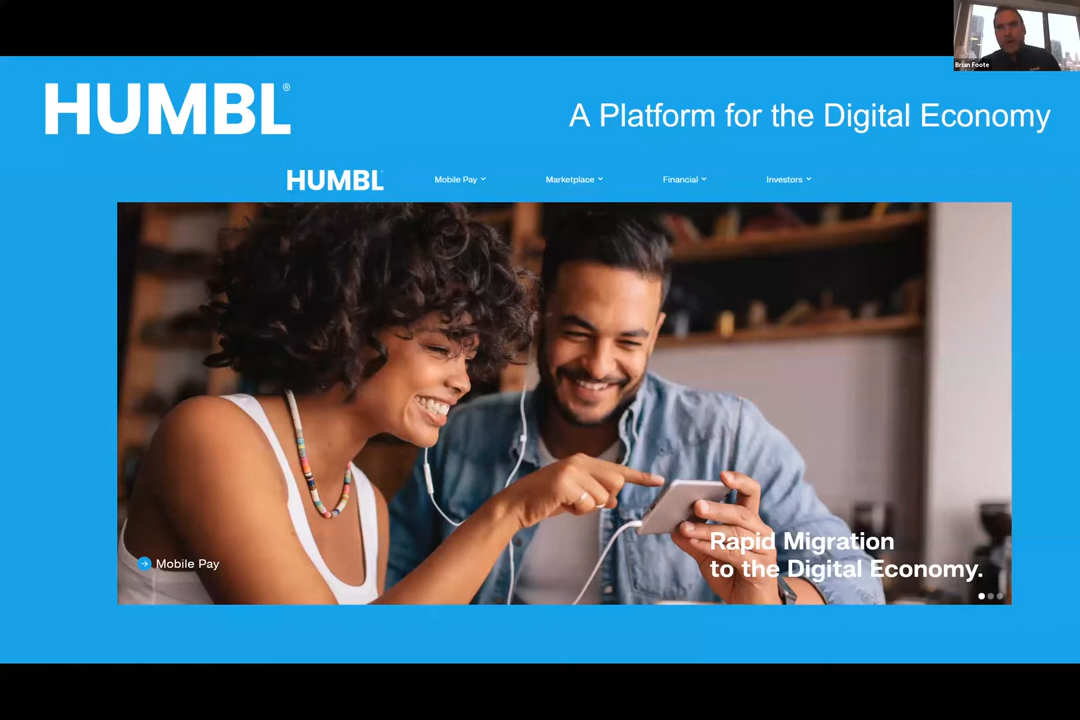 Brian Foote
HUMBL®
A Platform for the Digital Economy
HUMBL
Mobile Pay
Marketplace
Financial
Investors
Rapid Migration
to the Digital Economy.
Mobile Pay